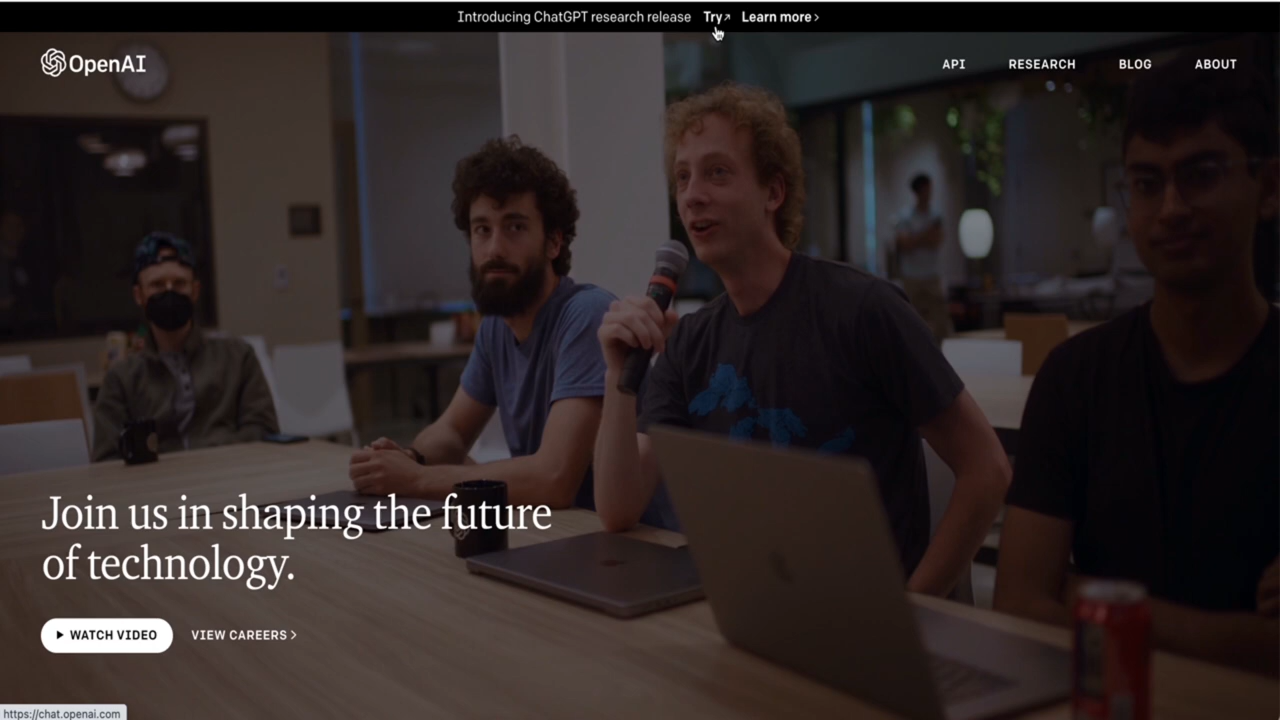 Introducing ChatGPT research release Try↗ Learn more ›
OpenAI
API RESEARCH BLOG ABOUT
Join us in shaping the future
of technology.
WATCH VIDEO VIEW CAREERS ›
https://chat.openai.com